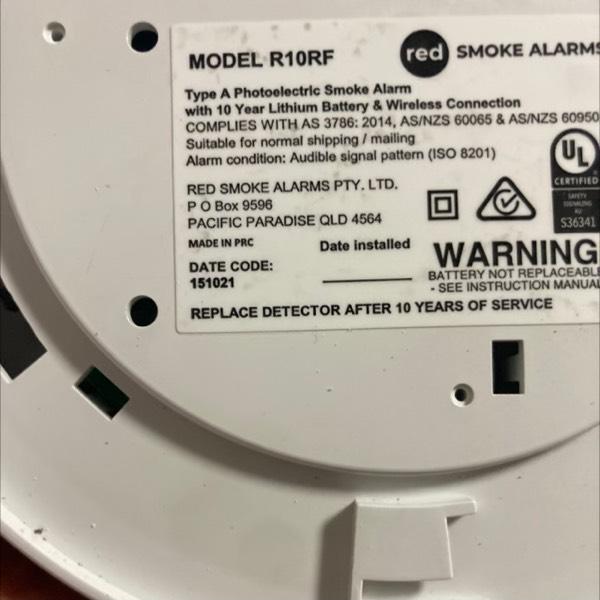 MODEL R10RF
red SMOKE ALARMS
Type A Photoelectric Smoke Alarm
with 10 Year Lithium Battery & Wireless Connection
COMPLIES WITH AS 3786: 2014, AS/NZS 60065 & AS/NZS 60950
Suitable for normal shipping / mailing
Alarm condition: Audible signal pattern (ISO 8201)
UL
CERTIFIED
SAFETY
SIGNALING
AU
S36341
RED SMOKE ALARMS PTY. LTD.
P O Box 9596
PACIFIC PARADISE QLD 4564
MADE IN PRC
Date installed
DATE CODE:
151021
WARNING
BATTERY NOT REPLACEABLE
- SEE INSTRUCTION MANUAL
REPLACE DETECTOR AFTER 10 YEARS OF SERVICE